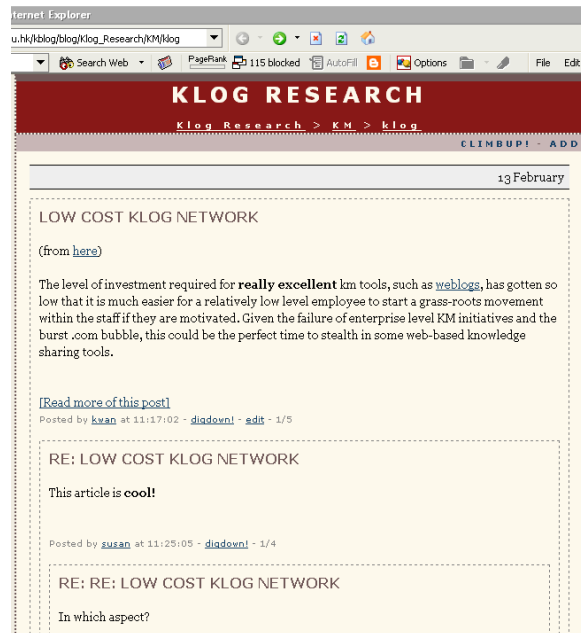 ternet Explorer
u.hk/kblog/blog/Klog_Research/KM/klog
Search Web PageRank 115 blocked AutoFill Options File Edit
KLOG RESEARCH
Klog Research > KM > klog
CLIMBUP! - ADD
13 February
LOW COST KLOG NETWORK
(from here)
The level of investment required for really excellent km tools, such as weblogs, has gotten so
low that it is much easier for a relatively low level employee to start a grass-roots movement
within the staff if they are motivated. Given the failure of enterprise level KM initiatives and the
burst .com bubble, this could be the perfect time to stealth in some web-based knowledge
sharing tools.
[Read more of this post]
Posted by kwan at 11:17:02 - digdown! - edit - 1/5
RE: LOW COST KLOG NETWORK
This article is cool!
Posted by susan at 11:25:05 - digdown! - 1/4
RE: RE: LOW COST KLOG NETWORK
In which aspect?